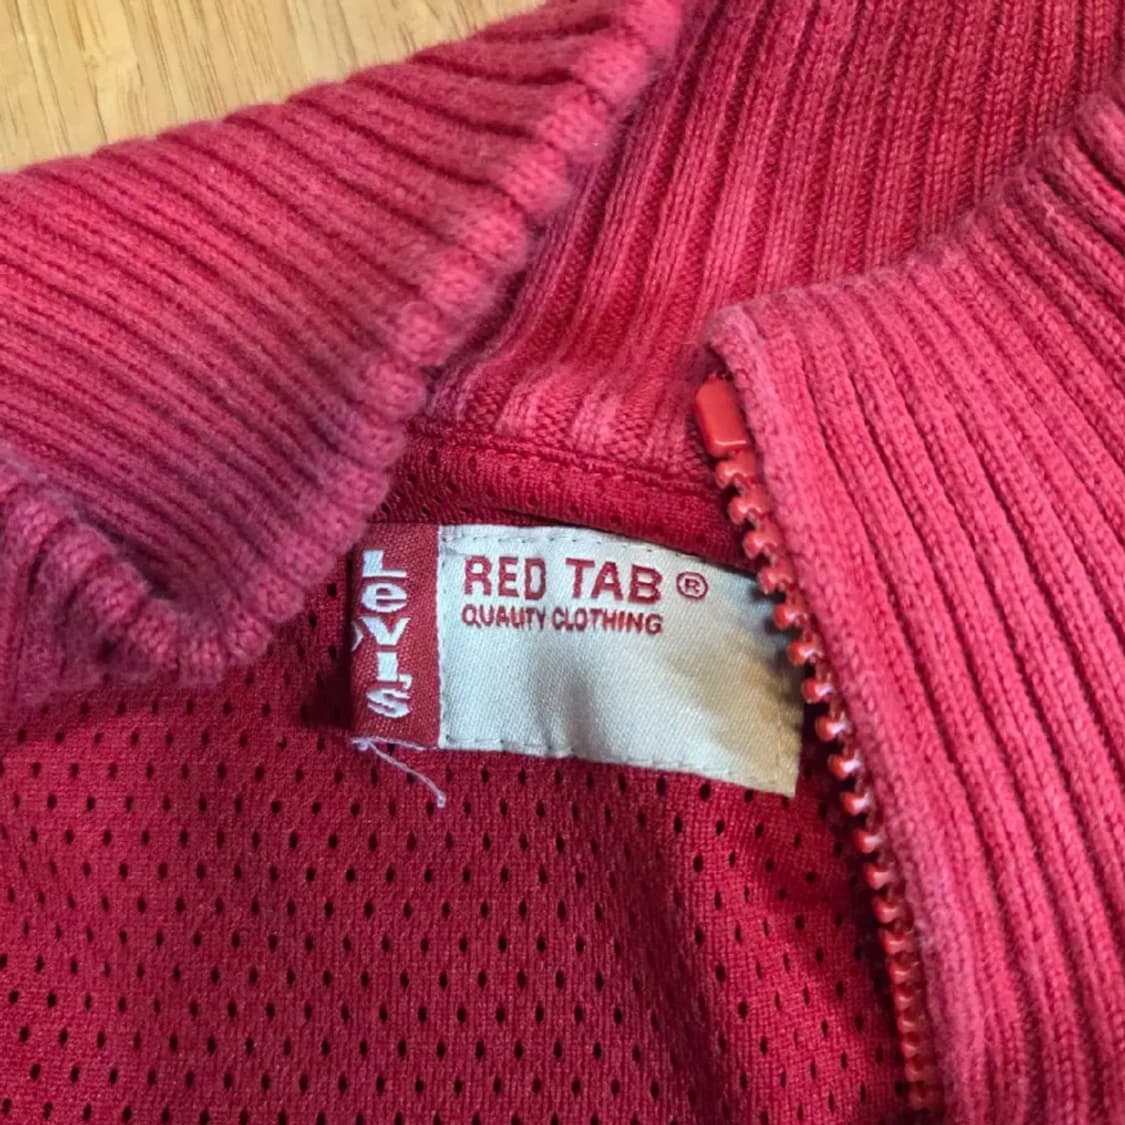 Levi's
RED TAB ®
QUALITY CLOTHING